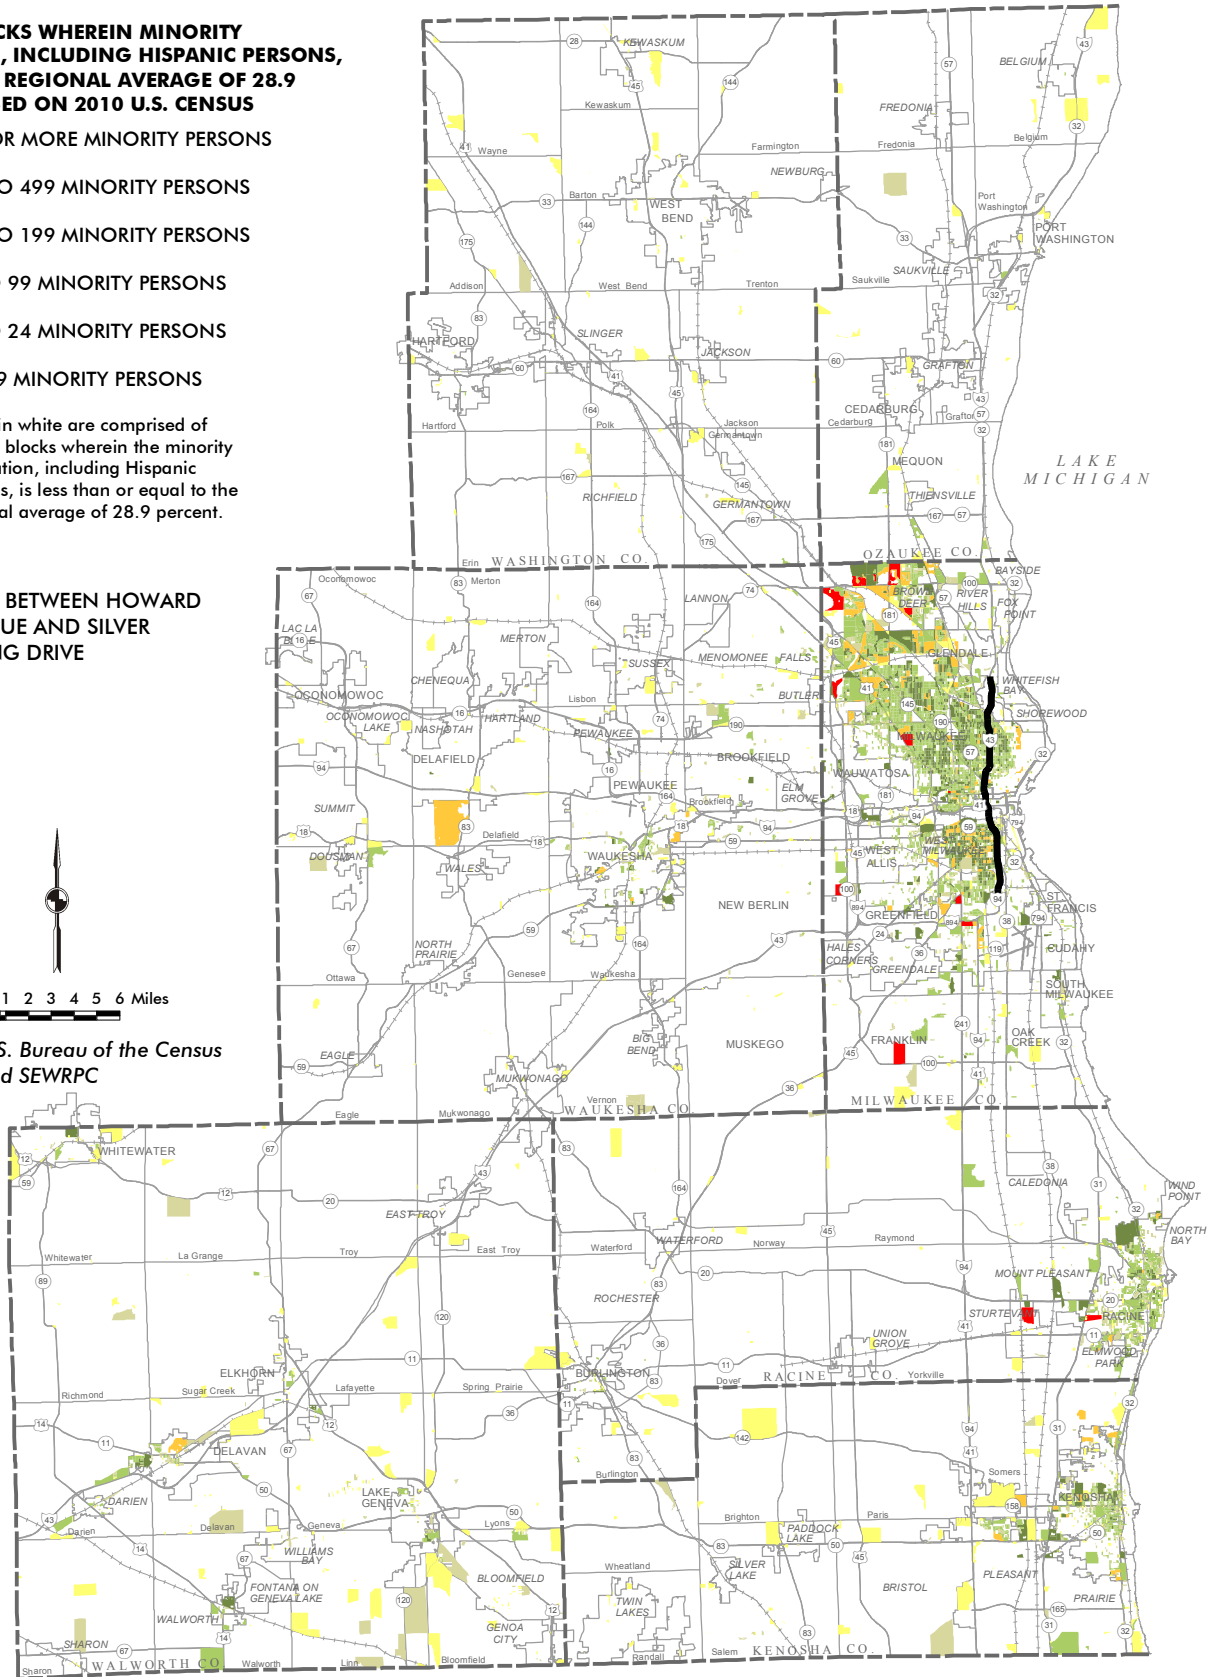 CKS WHEREIN MINORITY
, INCLUDING HISPANIC PERSONS,
REGIONAL AVERAGE OF 28.9
ED ON 2010 U.S. CENSUS
OR MORE MINORITY PERSONS
O 499 MINORITY PERSONS
O 199 MINORITY PERSONS
99 MINORITY PERSONS
24 MINORITY PERSONS
9 MINORITY PERSONS
in white are comprised of
blocks wherein the minority
ation, including Hispanic
s, is less than or equal to the
al average of 28.9 percent.
BETWEEN HOWARD
UE AND SILVER
NG DRIVE
1 2 3 4 5 6 Miles
S. Bureau of the Census
d SEWRPC
KEWASKUM
Kewaskum
Wayne
Barton
WEST
BEND
Farmington
NEWBURG
Addison
West Bend
Trenton
BELGIUM
FREDONIA
Fredonia
Belgium
Port
Washington
PORT
WASHINGTON
SAUKVILLE
Saukville
HARTFORD
SLINGER
JACKSON
Hartford
Polk
Jackson
Germantown
RICHFIELD
GERMANTOWN
Erin
WASHINGTON CO.
GRAFTON
CEDARBURG
Cedarburg
Grafton
MEQUON
THIENSVILLE
OZAUKEE CO.
LAKE
MICHIGAN
Oconomowoc
Merton
LANNON
LAC LA
MERTON
SUSSEX
MENOMONEE FALLS
CHENEQUA
OCONOMOWOC
OCONOMOWOC
LAKE
NASHOTAH
HARTLAND
Lisbon
BUTLER
PEWAUKEE
DELAFIELD
BROOKFIELD
PEWAUKEE
ELM
GROVE
Brookfield
SUMMIT
Delafield
DOUSMAN
WALES
WAUKESHA
NEW BERLIN
NORTH
PRAIRIE
Ottawa
Genesee
Waukesha
BIG
BEND
MUSKEGO
EAGLE
MUKWONAGO
Vernon
Eagle
Mukwonago
WAUKESHA CO.
BAYSIDE
BROWN
DEER
RIVER
HILLS
FOX
POINT
GLENDALE
WHITEFISH
BAY
SHOREWOOD
MILWAUKEE
WAUWATOSA
WEST
MILWAUKEE
WEST
ALLIS
ST.
FRANCIS
GREENFIELD
HALES
CORNERS
GREENDALE
CUDAHY
SOUTH
MILWAUKEE
FRANKLIN
OAK
CREEK
MILWAUKEE CO.
WHITEWATER
EAST TROY
Whitewater
La Grange
Troy
East Troy
ELKHORN
Richmond
Sugar Creek
Lafayette
Spring Prairie
DELAVAN
DARIEN
Darien
Delavan
LAKE
GENEVA
Geneva
Lyons
WILLIAMS
BAY
FONTANA ON
GENEVA LAKE
BLOOMFIELD
WALWORTH
GENOA
CITY
SHARON
Sharon
WALWORTH CO
Walworth
Linn
Bloomfield
CALEDONIA
WIND
POINT
NORTH
BAY
WATERFORD
Waterford
Norway
Raymond
ROCHESTER
MOUNT PLEASANT
STURTEVANT
RACINE
UNION
GROVE
ELMWOOD
PARK
BURLINGTON
Dover
RACINE CO.
Yorkville
Burlington
Somers
KENOSHA
Brighton
Paris
PADDOCK
LAKE
Wheatland
SILVER
LAKE
TWIN
LAKES
BRISTOL
PLEASANT
PRAIRIE
Randall
Salem
KENOSHA CO